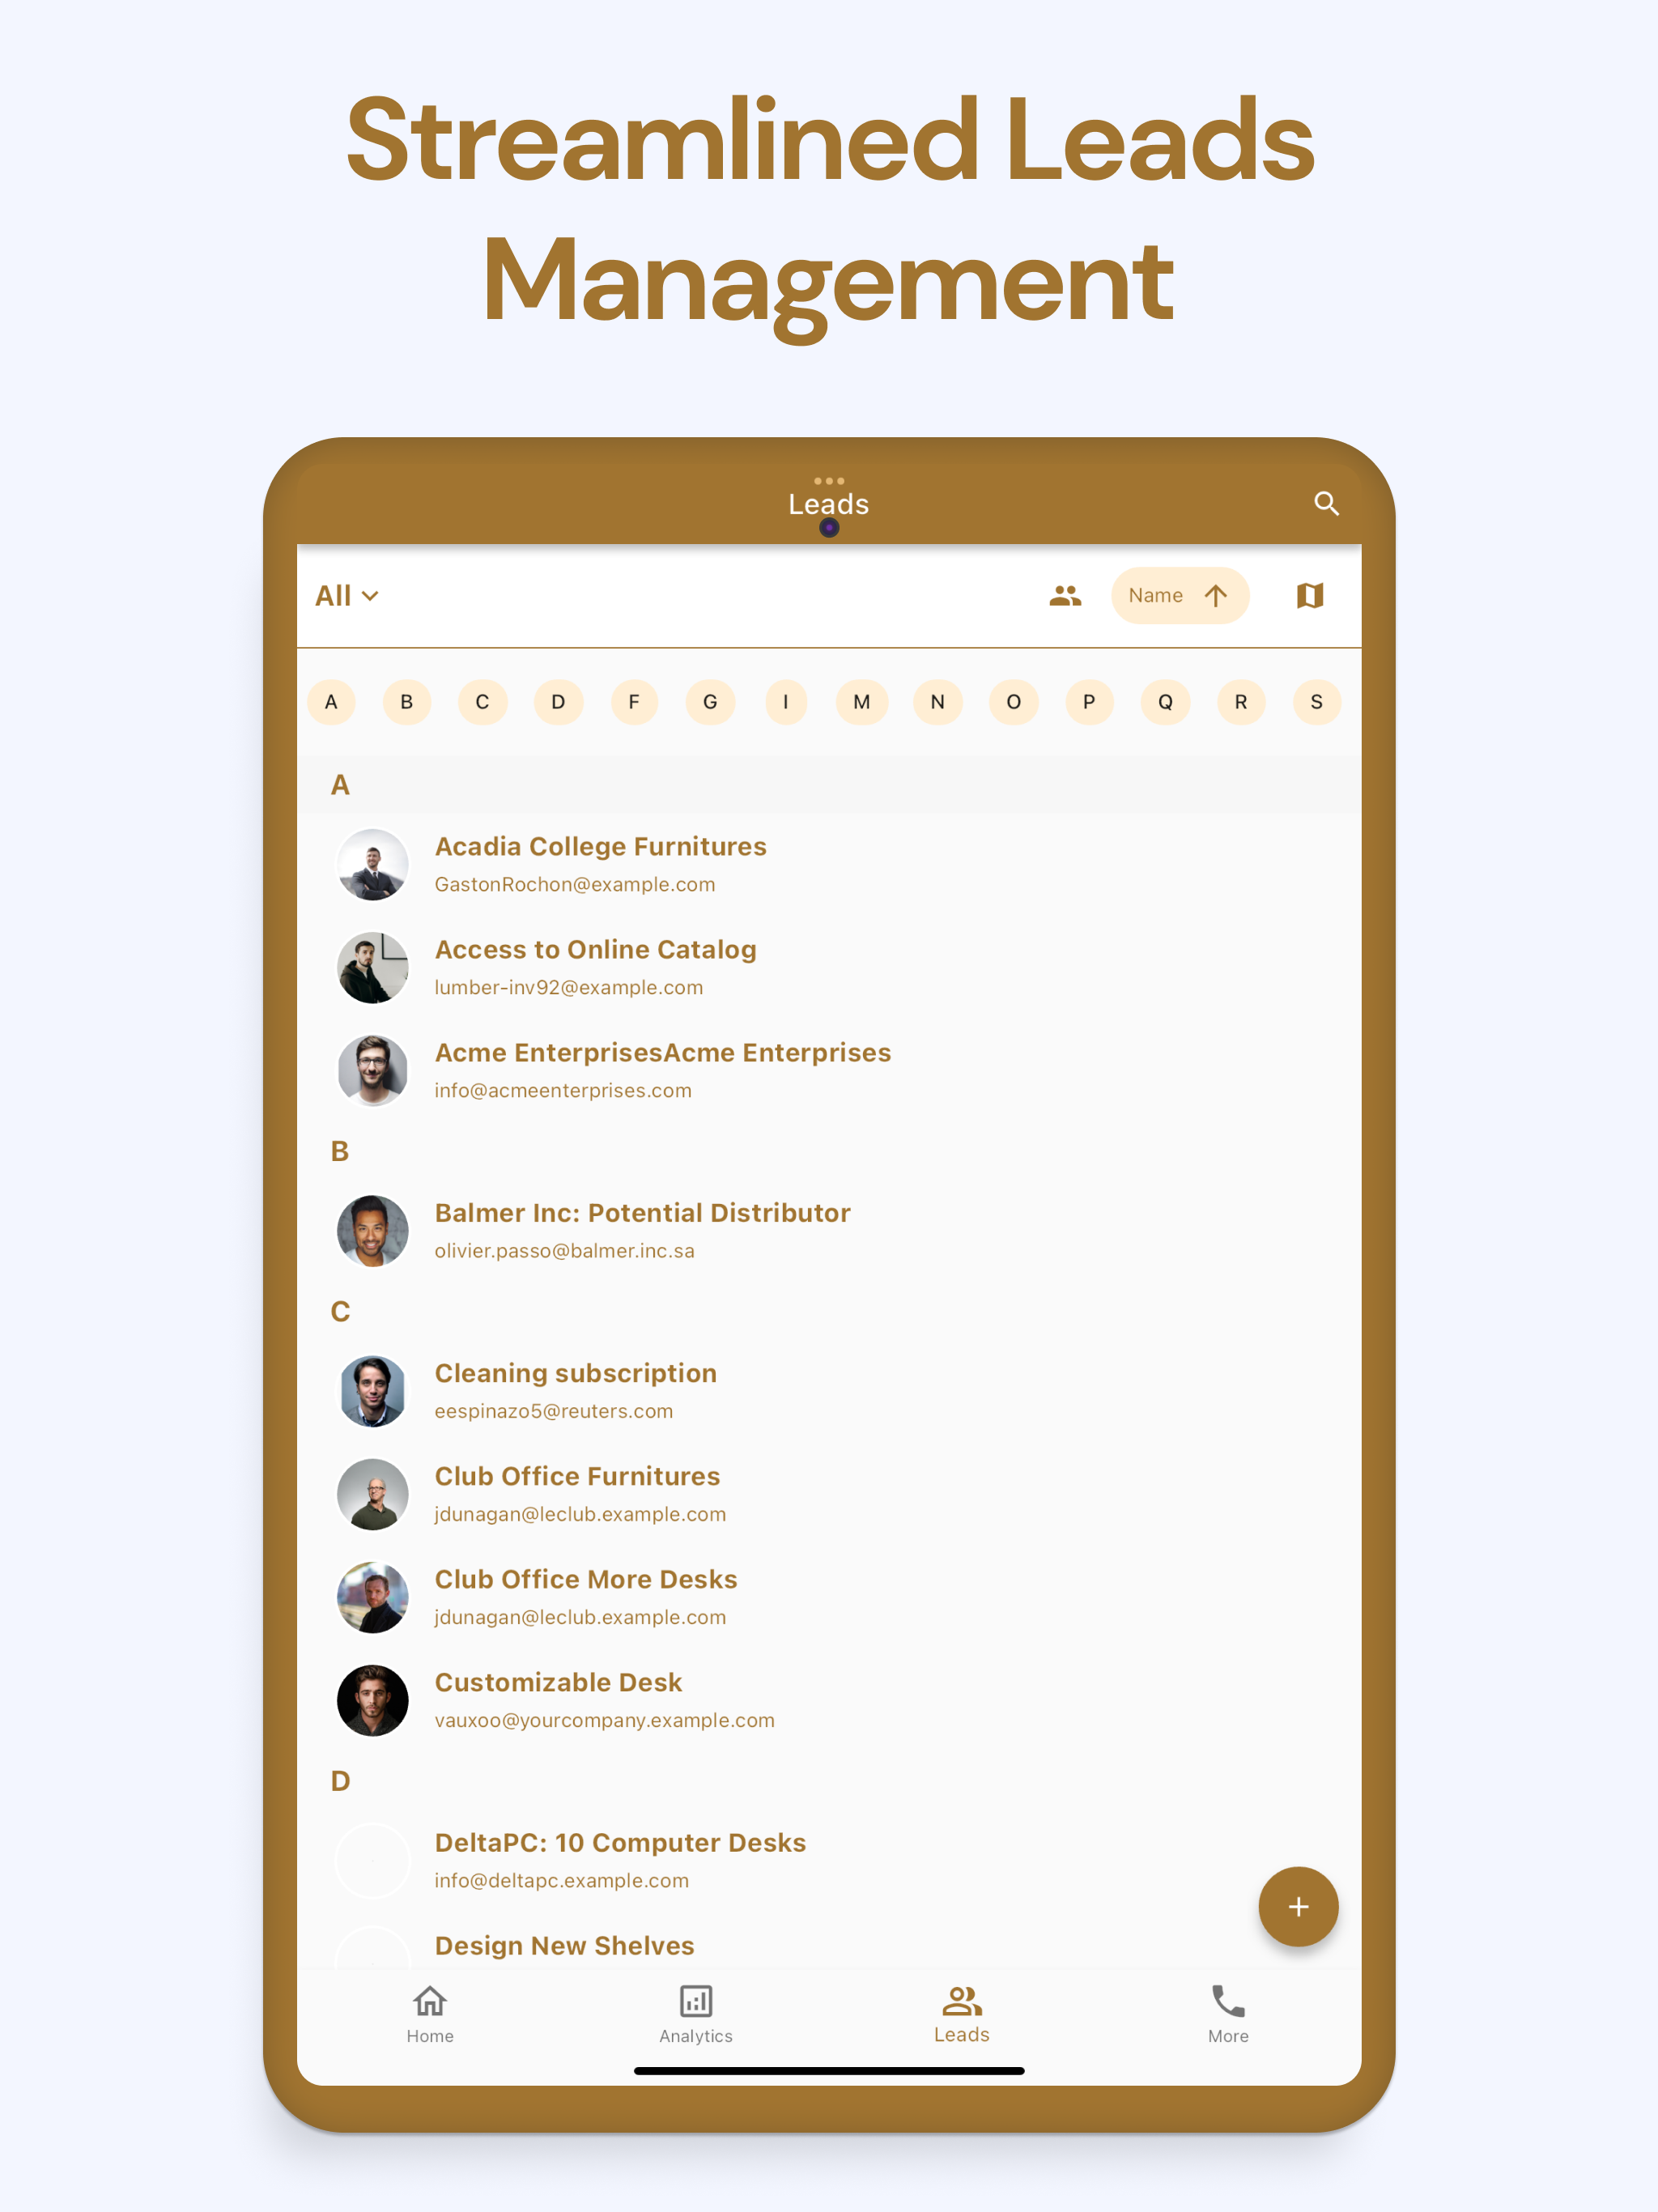 Streamlined Leads
Management
Leads
All
Name
A B C D F G I M N O P Q R S
A
Acadia College Furnitures
GastonRochon@example.com
Access to Online Catalog
lumber-inv92@example.com
Acme EnterprisesAcme Enterprises
info@acmeenterprises.com
B
Balmer Inc: Potential Distributor
olivier.passo@balmer.inc.sa
C
Cleaning subscription
eespinazo5@reuters.com
Club Office Furnitures
jdunagan@leclub.example.com
Club Office More Desks
jdunagan@leclub.example.com
Customizable Desk
vauxoo@yourcompany.example.com
D
DeltaPC: 10 Computer Desks
info@deltapc.example.com
Design New Shelves
Home Analytics Leads More